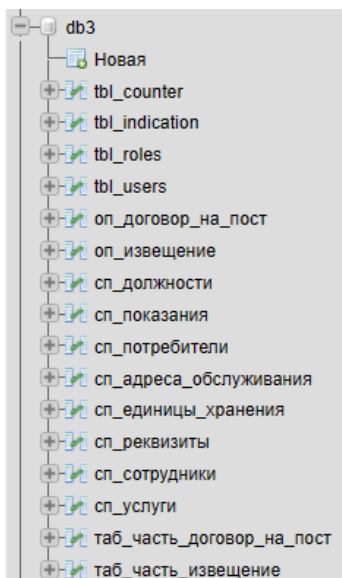 db3
Новая
tbl_counter
tbl_indication
tbl_roles
tbl_users
оп_договор_на_пост
оп_извещение
сп_должности
сп_показания
сп_потребители
сп_адреса_обслуживания
сп_единицы_хранения
сп_реквизиты
сп_сотрудники
сп_услуги
таб_часть_договор_на_пост
таб_часть_извещение